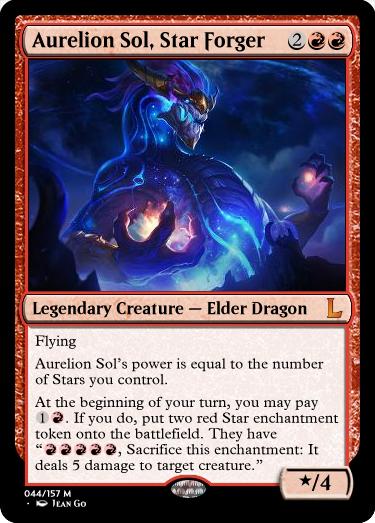 Aurelion Sol, Star Forger 2
Legendary Creature — Elder Dragon L
Flying
Aurelion Sol's power is equal to the number
of Stars you control.
At the beginning of your turn, you may pay
1. If you do, put two red Star enchantment
token onto the battlefield. They have
“, Sacrifice this enchantment: It
deals 5 damage to target creature.”
*/4
044/157 M
· Jean Go